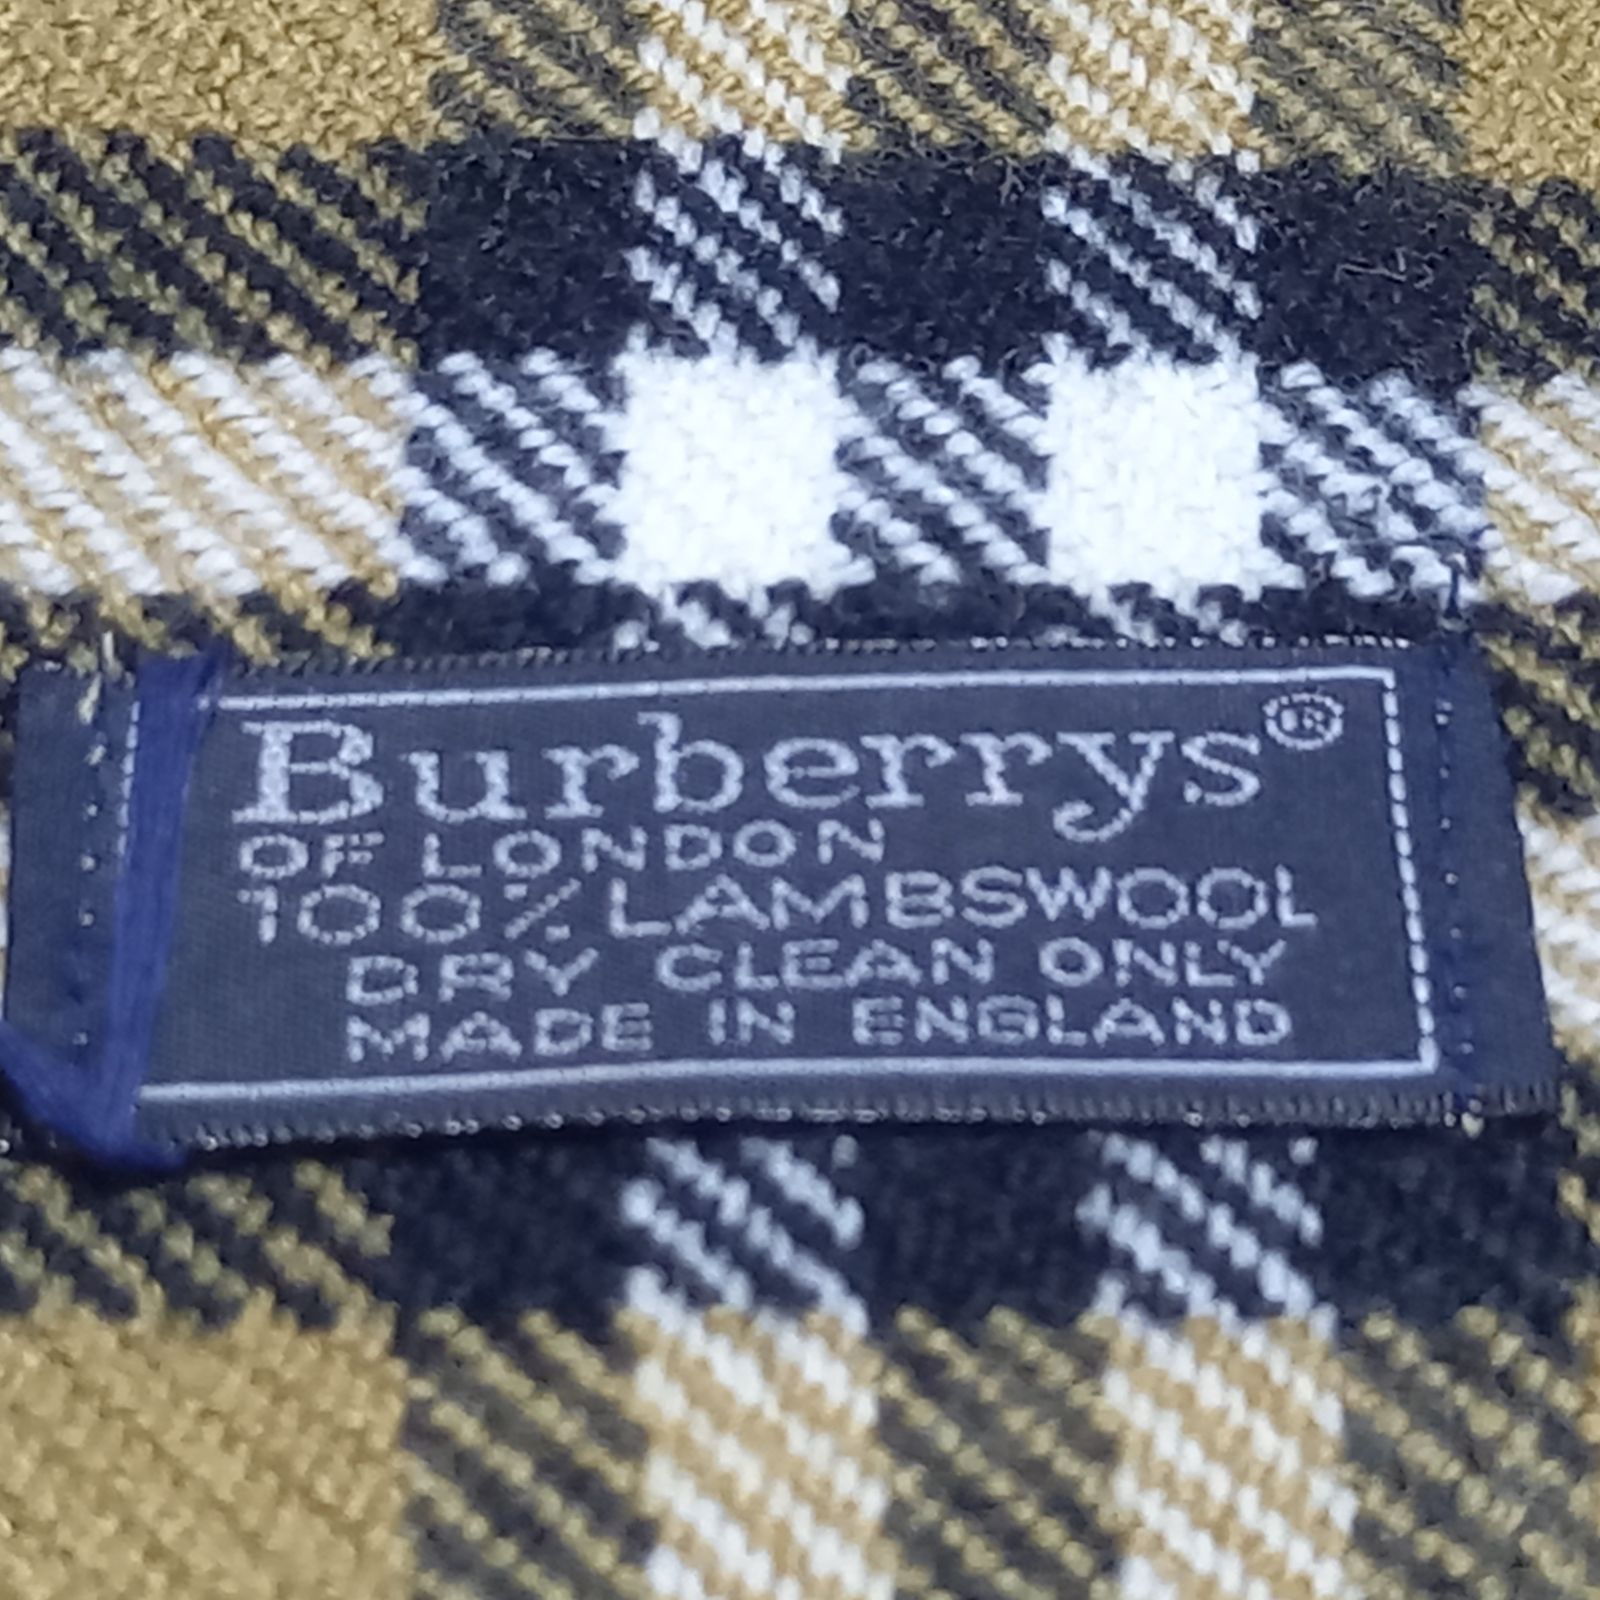 Burberrys®
OF LONDON
100% LAMBSWOOL
DRY CLEAN ONLY
MADE IN ENGLAND